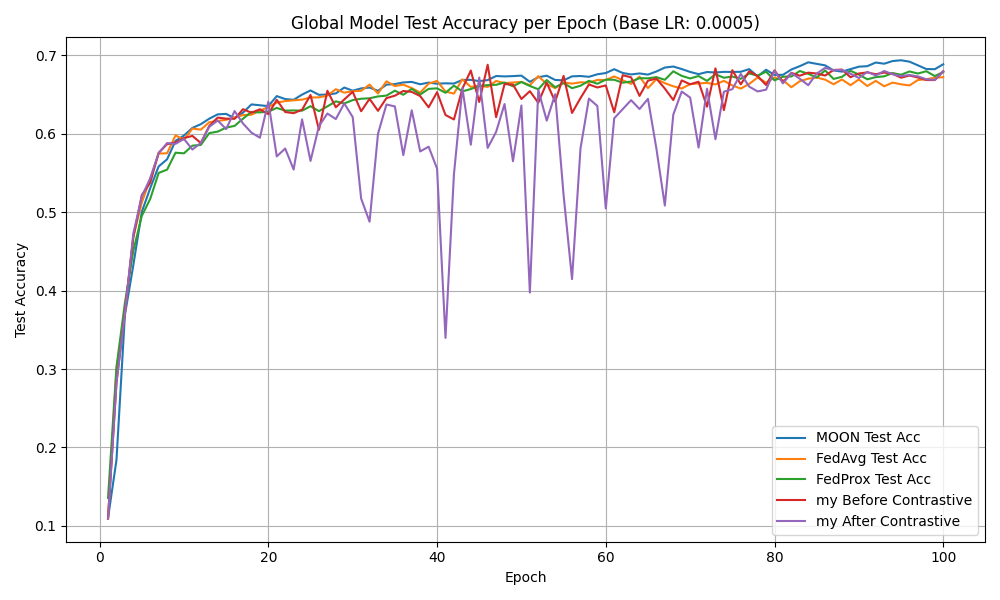 Global Model Test Accuracy per Epoch (Base LR: 0.0005)
0.7
0.6
0.5
0.4
0.3
0.2
0.1
Test Accuracy
MOON Test Acc
FedAvg Test Acc
FedProx Test Acc
my Before Contrastive
my After Contrastive
0 20 40 60 80 100
Epoch